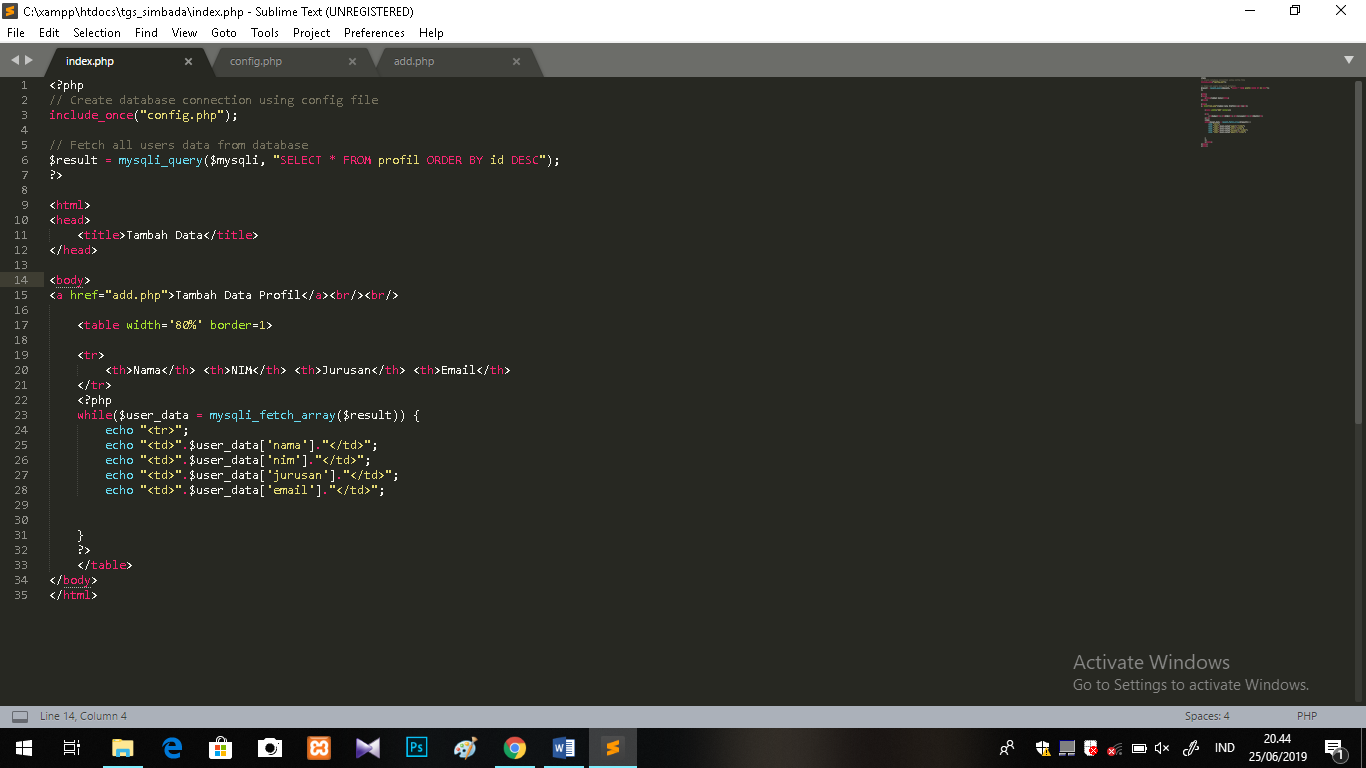 C:\xampp\htdocs\tgs_simbada\index.php - Sublime Text (UNREGISTERED)
File Edit Selection Find View Goto Tools Project Preferences Help
index.php × config.php × add.php ×
1 <?php
2 // Create database connection using config file
3 include_once("config.php");
4
5 // Fetch all users data from database
6 $result = mysqli_query($mysqli, "SELECT * FROM profil ORDER BY id DESC");
7 ?>
8
9 <html>
10 <head>
11     <title>Tambah Data</title>
12 </head>
13
14 <body>
15 <a href="add.php">Tambah Data Profil</a><br/><br/>
16
17     <table width='80%' border=1>
18
19     <tr>
20         <th>Nama</th> <th>NIM</th> <th>Jurusan</th> <th>Email</th>
21     </tr>
22     <?php
23     while($user_data = mysqli_fetch_array($result)) {
24         echo "<tr>";
25         echo "<td>".$user_data['nama']."</td>";
26         echo "<td>".$user_data['nim']."</td>";
27         echo "<td>".$user_data['jurusan']."</td>";
28         echo "<td>".$user_data['email']."</td>";
29
30
31     }
32     ?>
33     </table>
34 </body>
35 </html>
Activate Windows
Go to Settings to activate Windows.
Line 14, Column 4 Spaces: 4 PHP
Ps IND 20.44
25/06/2019 1